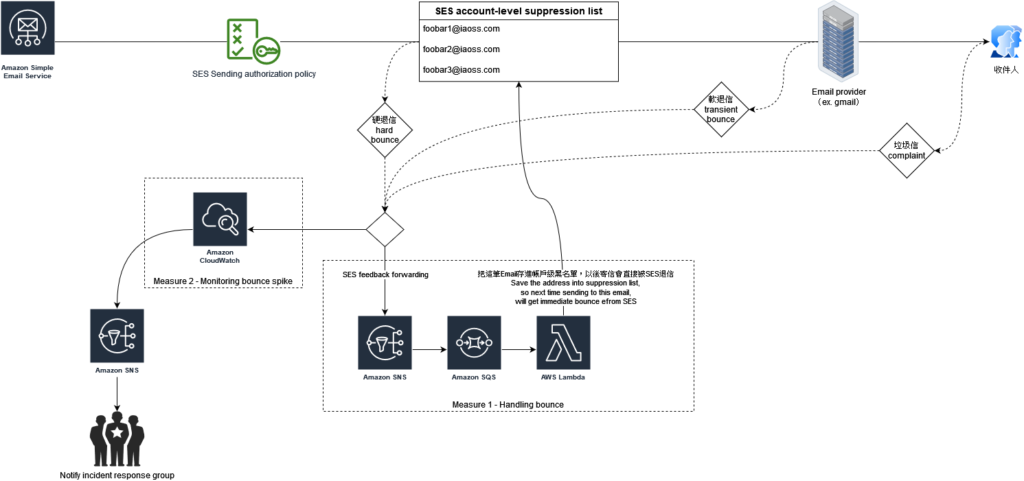 SES account-level suppression list
foobar1@iaoss.com
foobar2@iaoss.com
foobar3@iaoss.com
Amazon Simple
Email Service
SES Sending authorization policy
Email provider
（ex. gmail）
收件人
硬退信
hard
bounce
軟退信
transient
bounce
垃圾信
complaint
Amazon
CloudWatch
Measure 2 - Monitoring bounce spike
SES feedback forwarding
把這筆Email存進帳戶級黑名單，以後寄信會直接被SES退信
Save the address into suppression list,
so next time sending to this email,
will get immediate bounce efrom SES
Amazon SNS
Amazon SNS
Amazon SQS
AWS Lambda
Measure 1 - Handling bounce
Notify incident response group